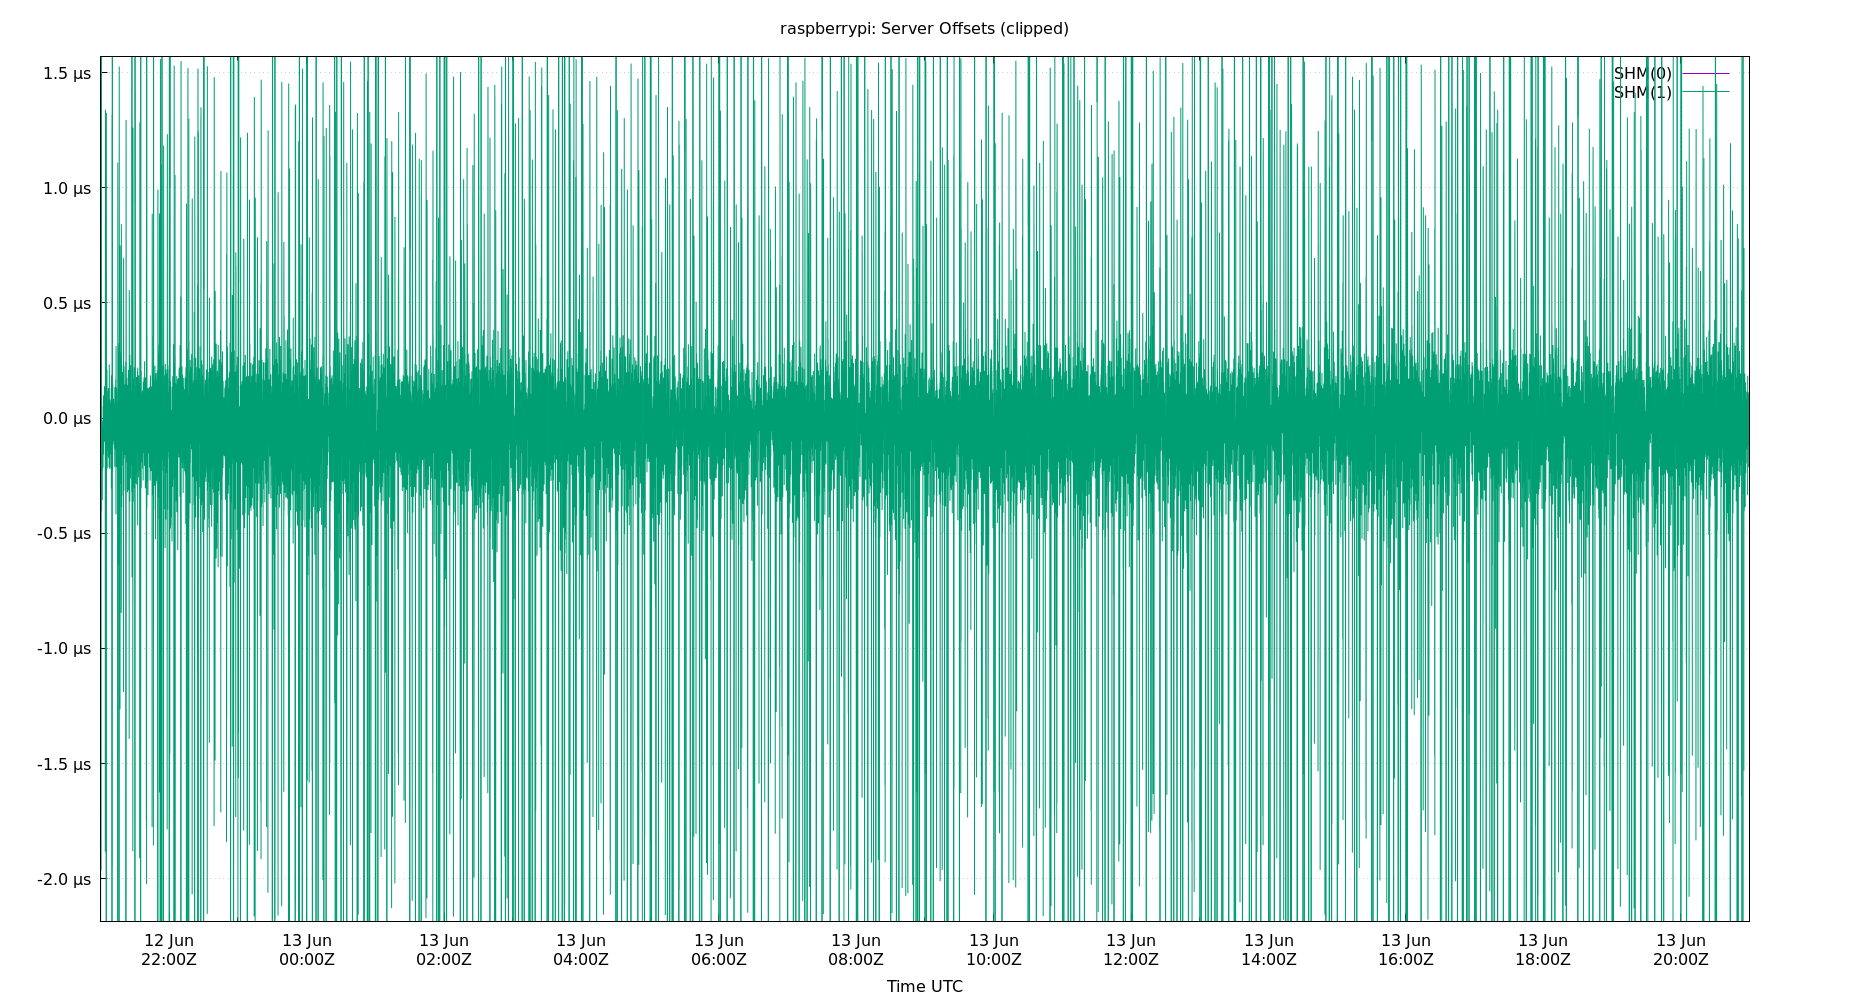 raspberrypi: Server Offsets (clipped)
1.5 µs
1.0 µs
0.5 µs
0.0 µs
-0.5 µs
-1.0 µs
-1.5 µs
-2.0 µs
SHM(0)
SHM(1)
12 Jun 13 Jun 13 Jun 13 Jun 13 Jun 13 Jun 13 Jun 13 Jun 13 Jun 13 Jun 13 Jun 13 Jun
22:00Z 00:00Z 02:00Z 04:00Z 06:00Z 08:00Z 10:00Z 12:00Z 14:00Z 16:00Z 18:00Z 20:00Z
Time UTC